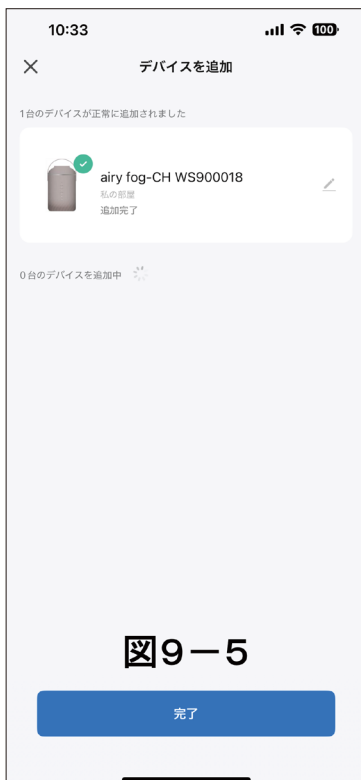 10:33
100
デバイスを追加
1台のデバイスが正常に追加されました
airy fog-CH WS900018
私の部屋
追加完了
0台のデバイスを追加中
図9－5
完了